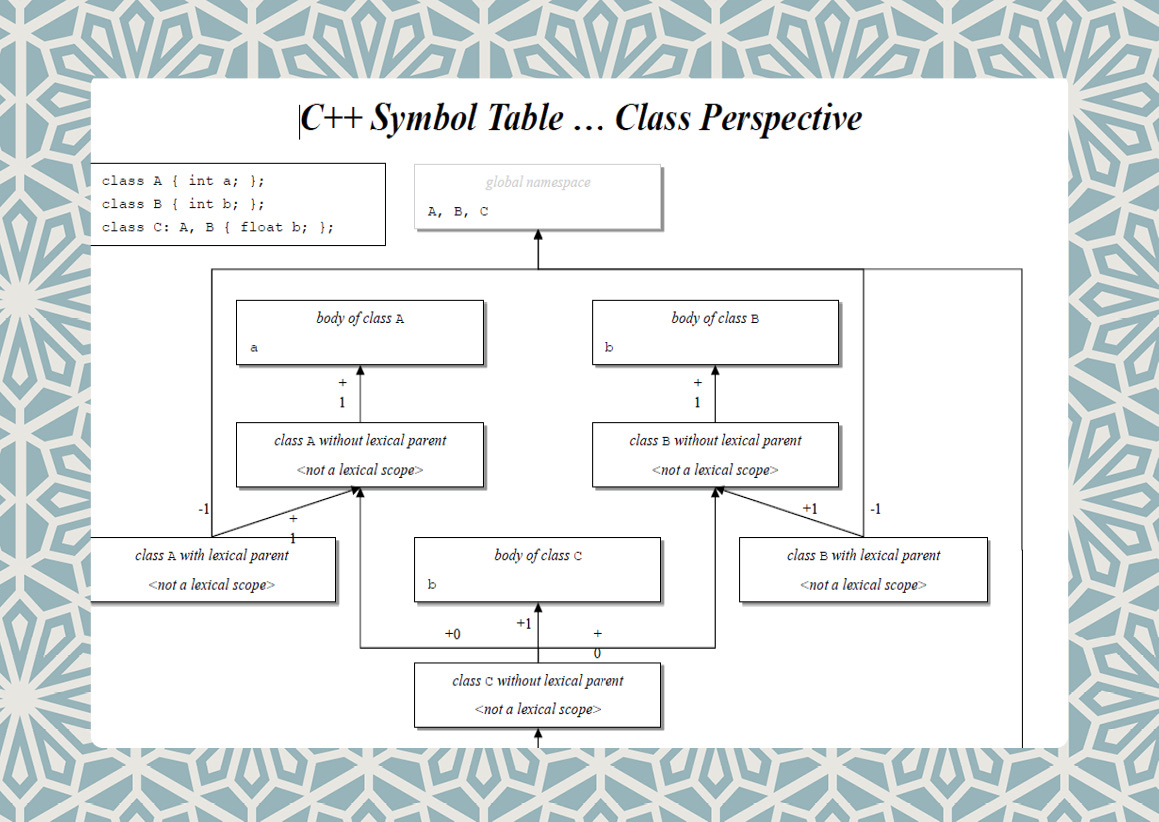 C++ Symbol Table … Class Perspective
class A { int a; };
class B { int b; };
class C: A, B { float b; };
global namespace
A, B, C
body of class A
a
body of class B
b
+
1
+
1
class A without lexical parent
<not a lexical scope>
class B without lexical parent
<not a lexical scope>
-1
+
1
+1
-1
class A with lexical parent
<not a lexical scope>
body of class C
b
class B with lexical parent
<not a lexical scope>
+0
+1
+
0
class C without lexical parent
<not a lexical scope>